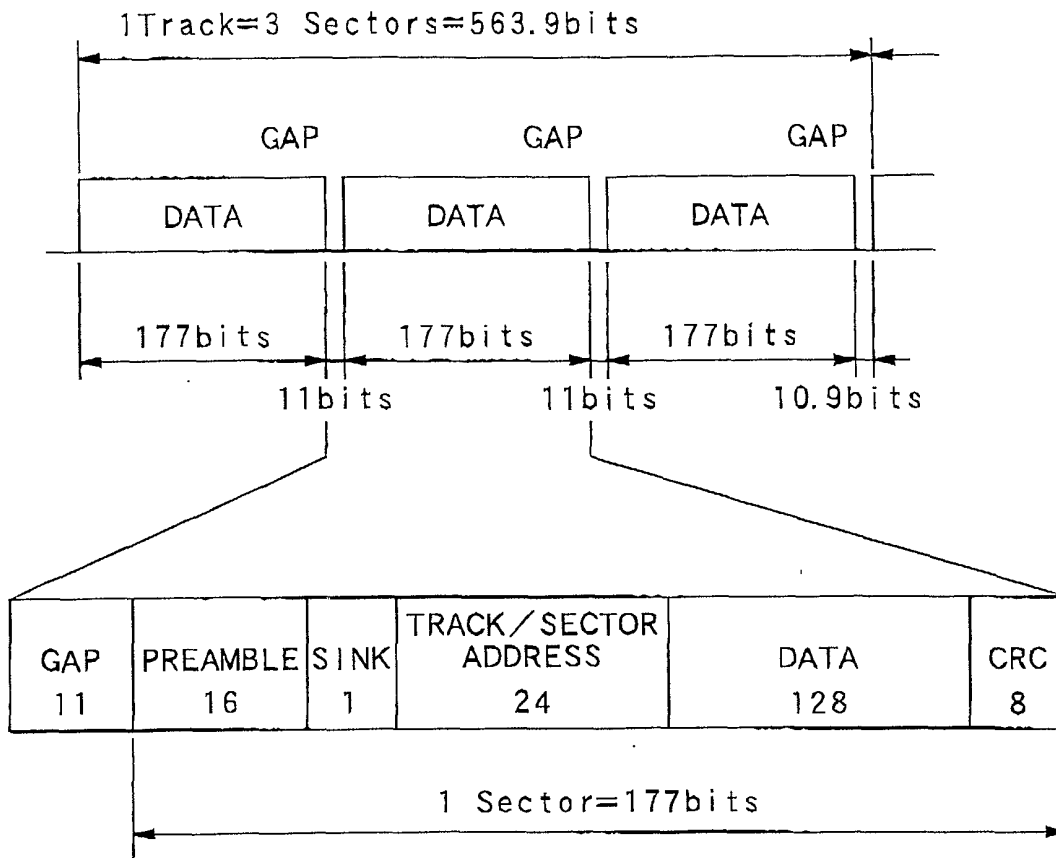 1Track=3 Sectors=563.9bits
GAP GAP GAP
DATA DATA DATA
177bits 177bits 177bits
11bits 11bits 10.9bits
GAP
11
PREAMBLE
16
SINK
1
TRACK/SECTOR
ADDRESS
24
DATA
128
CRC
8
1 Sector=177bits